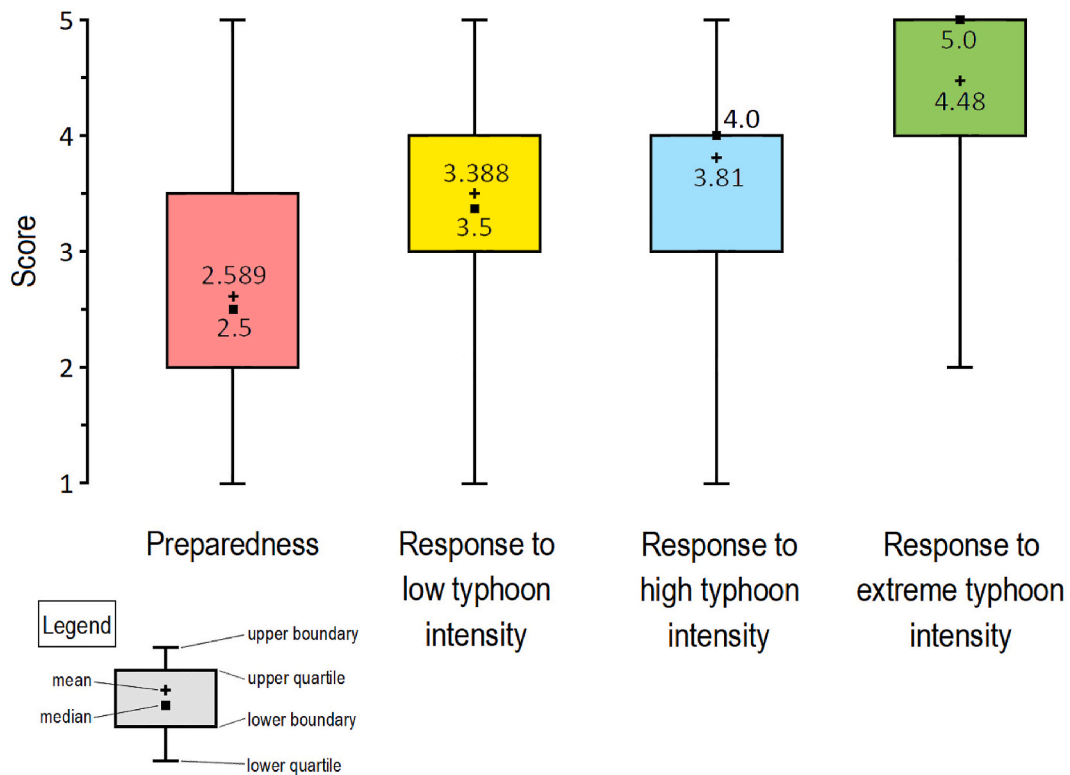 5
4
3
2
1
Score
2.589
2.5
3.388
3.5
4.0
3.81
5.0
4.48
Preparedness
Response to
low typhoon
intensity
Response to
high typhoon
intensity
Response to
extreme typhoon
intensity
Legend
upper boundary
upper quartile
mean
median
lower boundary
lower quartile